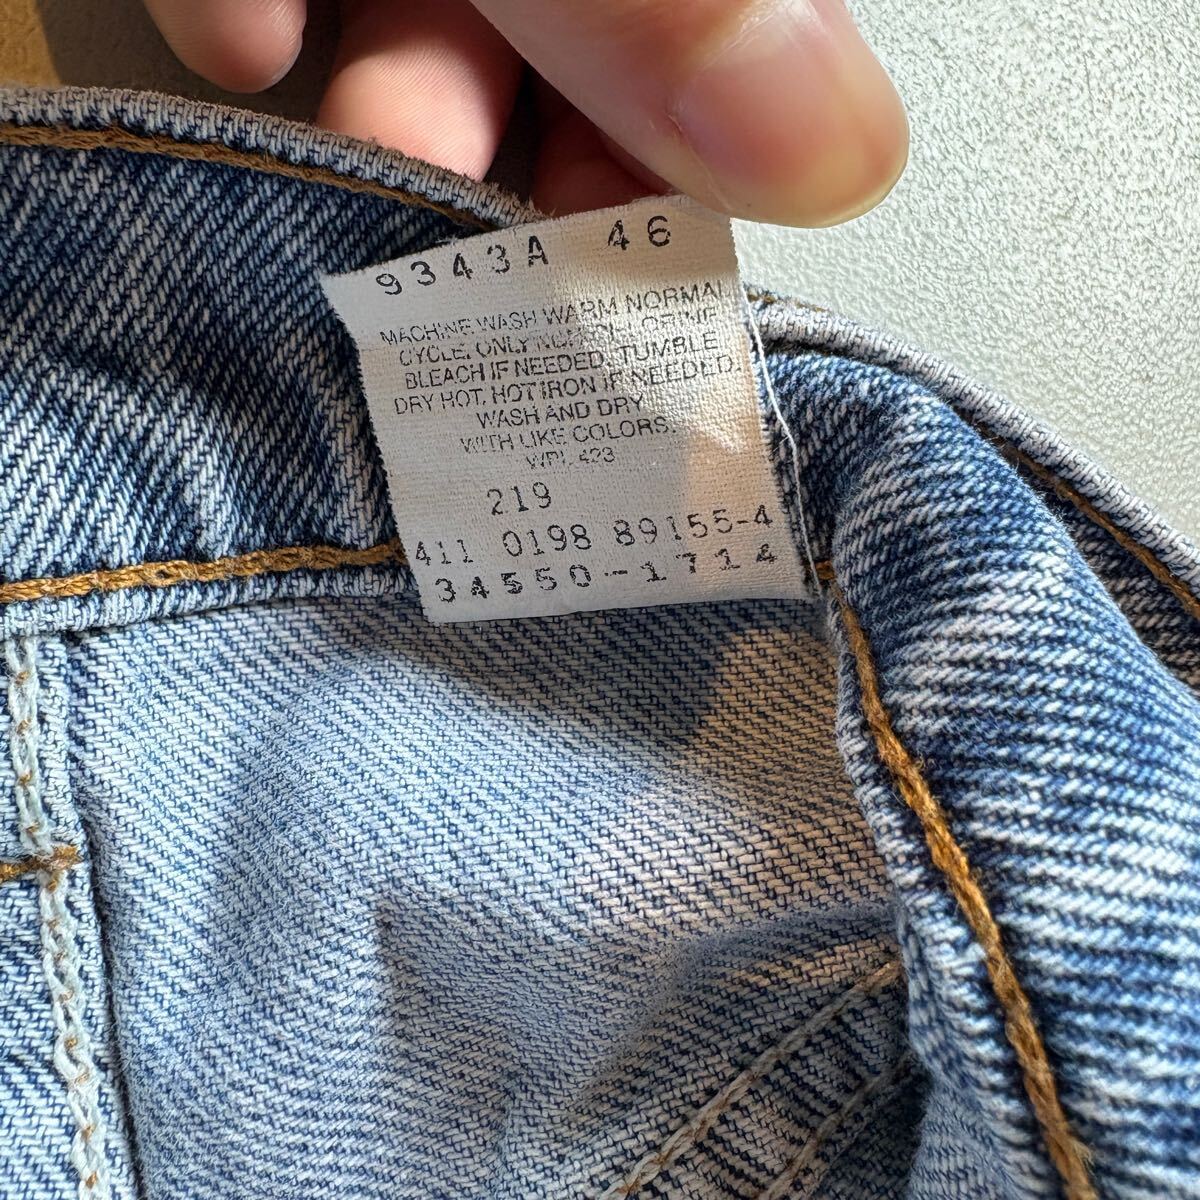 9343A 46
MACHINE WASH WARM NORMAL
CYCLE. ONLY NON-CHLORINE
BLEACH IF NEEDED. TUMBLE
DRY HOT. HOT IRON IF NEEDED.
WASH AND DRY
WITH LIKE COLORS.
WPL 423
219
411 0198 89155-4
34550-1714